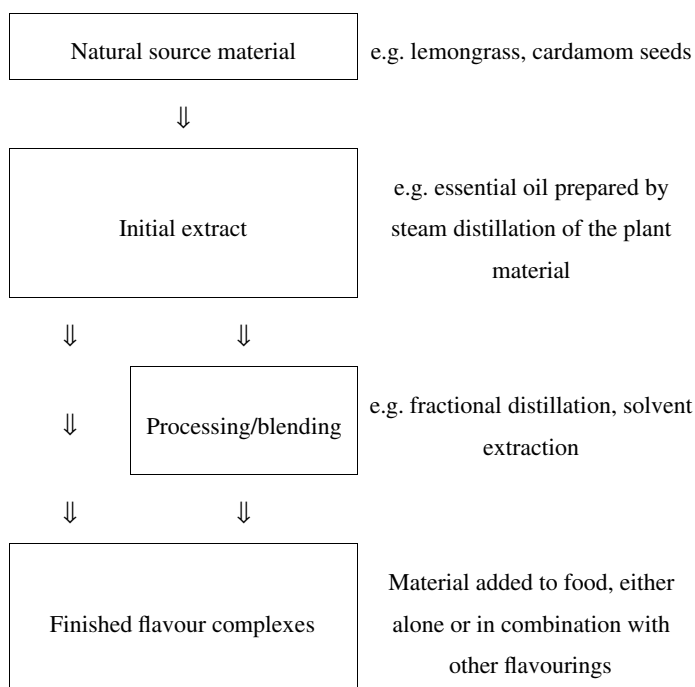 Natural source material
e.g. lemongrass, cardamom seeds
⇓
Initial extract
e.g. essential oil prepared by
steam distillation of the plant
material
⇓ ⇓
⇓
Processing/blending
e.g. fractional distillation, solvent
extraction
⇓ ⇓
Finished flavour complexes
Material added to food, either
alone or in combination with
other flavourings